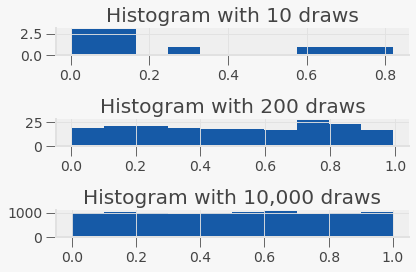 Histogram with 10 draws
2.5
0.0
0.0 0.2 0.4 0.6 0.8
Histogram with 200 draws
25
0
0.0 0.2 0.4 0.6 0.8 1.0
Histogram with 10,000 draws
1000
0
0.0 0.2 0.4 0.6 0.8 1.0